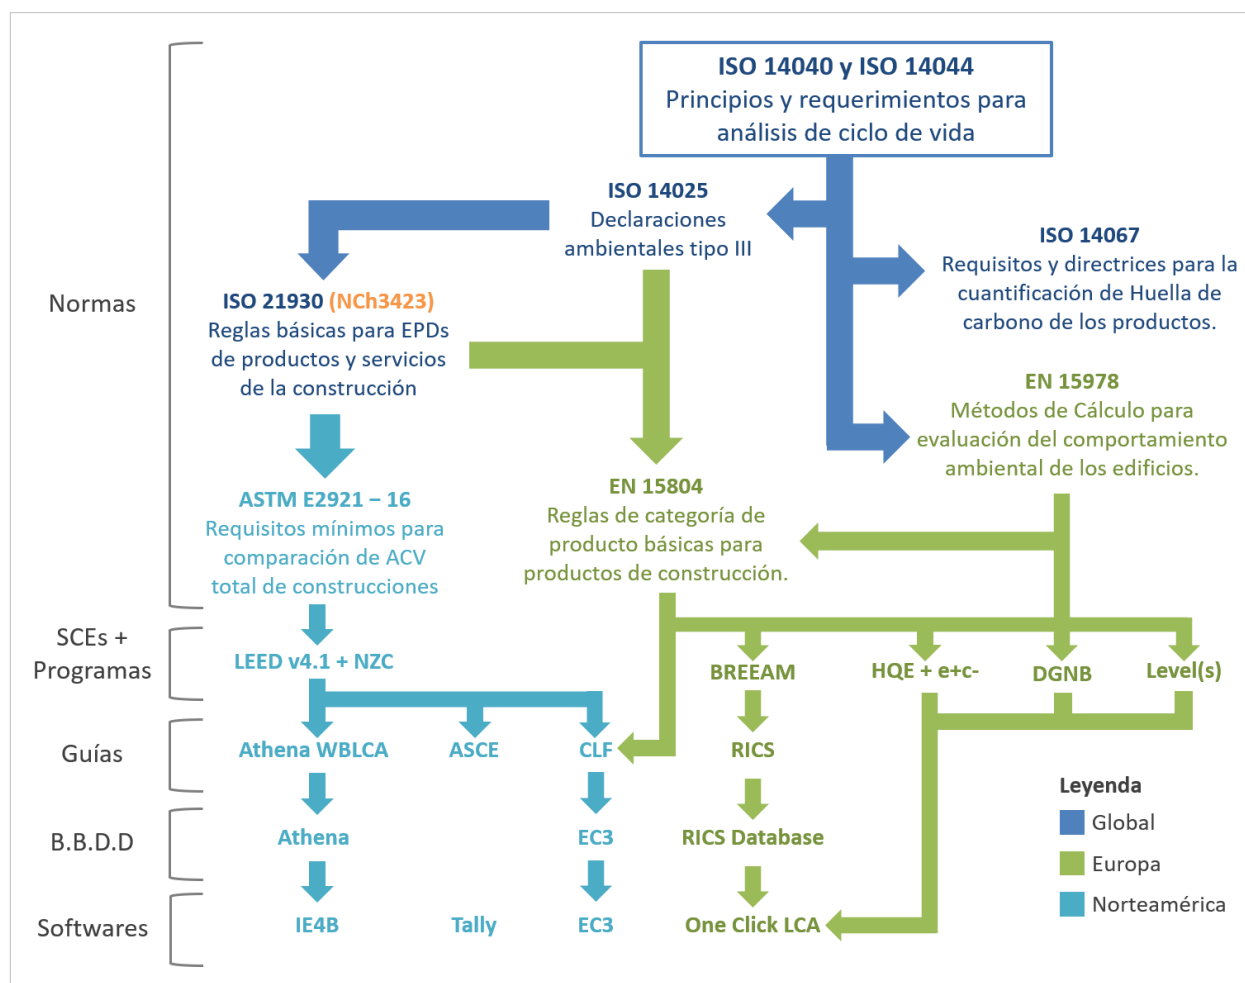 ISO 14040 y ISO 14044
Principios y requerimientos para
análisis de ciclo de vida
ISO 14025
Declaraciones
ambientales tipo III
ISO 14067
Requisitos y directrices para la
cuantificación de Huella de
carbono de los productos.
Normas
ISO 21930 (NCh3423)
Reglas básicas para EPDs
de productos y servicios
de la construcción
EN 15978
Métodos de Cálculo para
evaluación del comportamiento
ambiental de los edificios.
ASTM E2921 – 16
Requisitos mínimos para
comparación de ACV
total de construcciones
EN 15804
Reglas de categoría de
producto básicas para
productos de construcción.
SCEs +
Programas
LEED v4.1 + NZC
BREEAM
HQE + e+c-
DGNB
Level(s)
Guías
Athena WBLCA
ASCE
CLF
RICS
Leyenda
Global
Europa
Norteamérica
B.B.D.D
Athena
EC3
RICS Database
Softwares
IE4B
Tally
EC3
One Click LCA